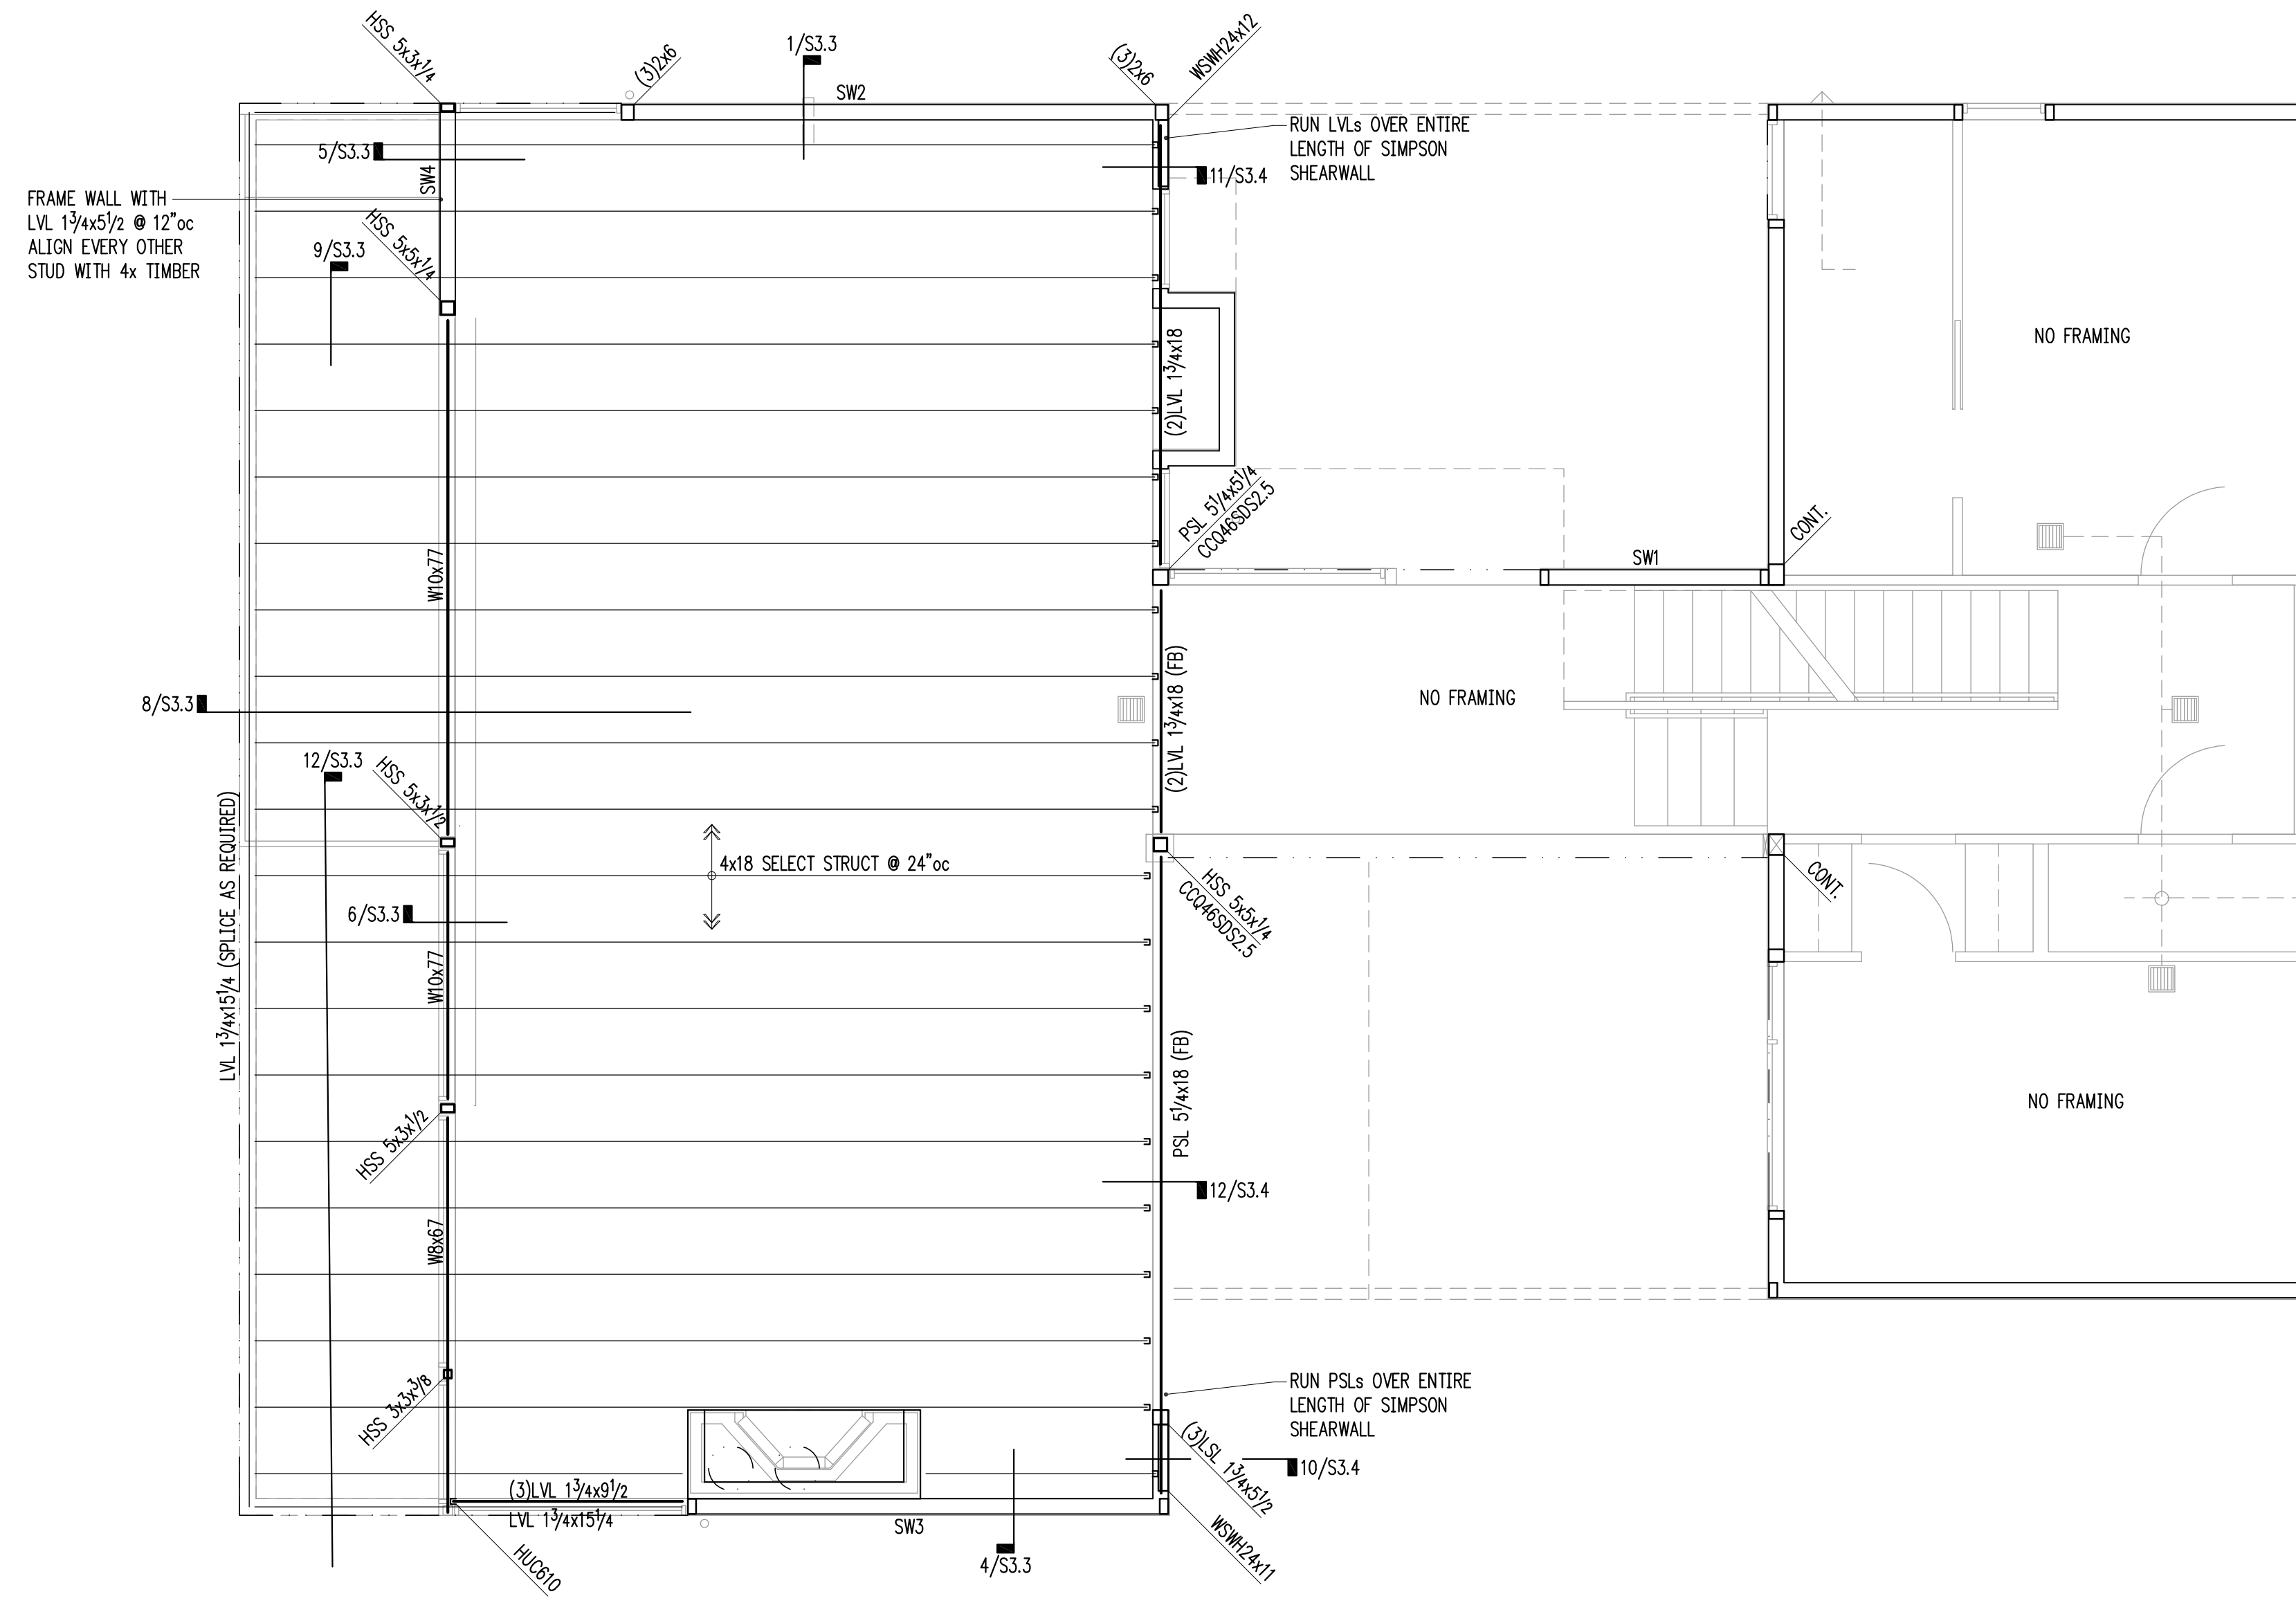 HSS 5x3x1/4
(3)2x6
1/S3.3
(3)2x6
WSWH24x12
SW2
RUN LVLs OVER ENTIRE
LENGTH OF SIMPSON
SHEARWALL
5/S3.3
SW4
11/S3.4
FRAME WALL WITH
LVL 1 3/4x5 1/2 @ 12"oc
ALIGN EVERY OTHER
STUD WITH 4x TIMBER
HSS 5x5x1/4
9/S3.3
(2)LVL 1 3/4x18
NO FRAMING
PSL 5 1/4x5 1/4
CCQ46SDS2.5
CONT.
W10x77
SW1
(2)LVL 1 3/4x18 (FB)
NO FRAMING
8/S3.3
12/S3.3
HSS 5x3x1/2
LVL 1 3/4x15 1/4 (SPLICE AS REQUIRED)
4x18 SELECT STRUCT @ 24"oc
HSS 5x5x1/4
CCQ46SDS2.5
CONT.
6/S3.3
W10x77
PSL 5 1/4x18 (FB)
NO FRAMING
HSS 5x3x1/2
12/S3.4
W8x67
HSS 3x3x3/8
RUN PSLs OVER ENTIRE
LENGTH OF SIMPSON
SHEARWALL
(3)LSL 1 3/4x5 1/2
10/S3.4
(3)LVL 1 3/4x9 1/2
LVL 1 3/4x15 1/4
SW3
WSWH24x11
4/S3.3
HUC610